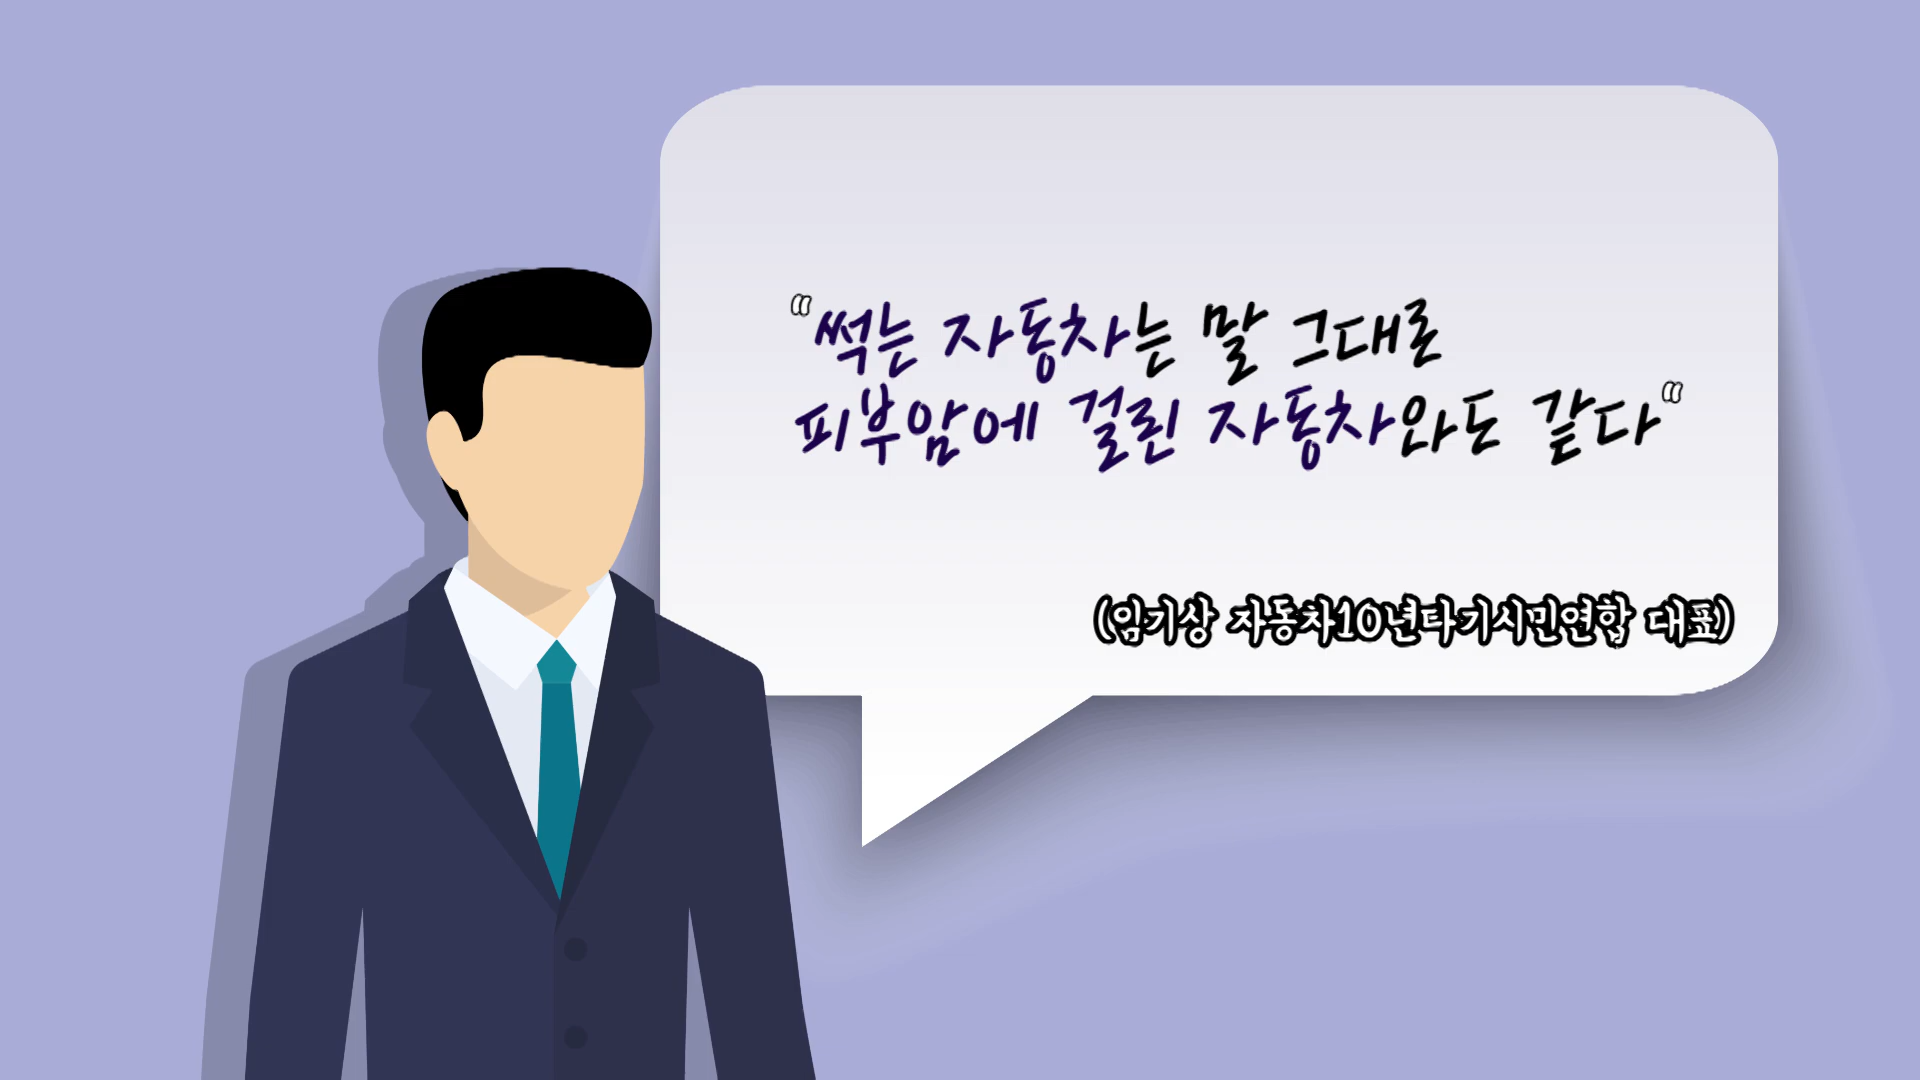 “썩는 자동차는 말 그대로
피부암에 걸린 자동차와도 같다“
(임기상 자동차10년타기시민연합 대표)